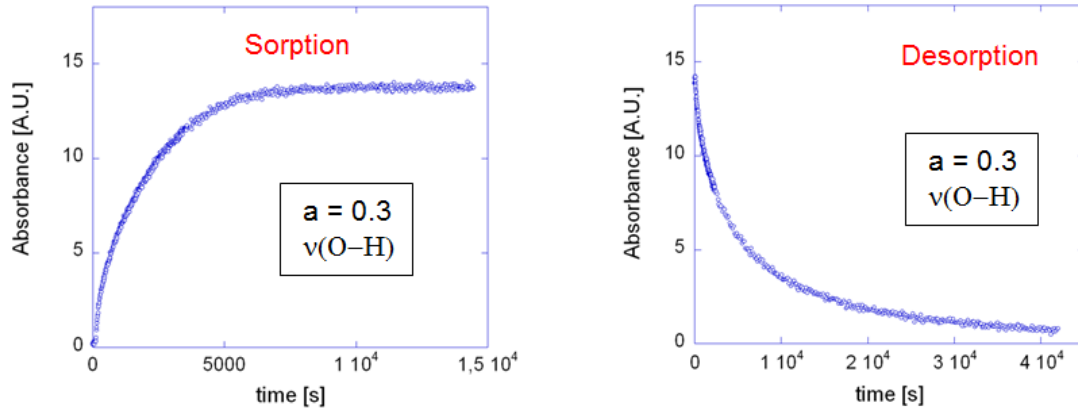 Sorption
Absorbance [A.U.]
15
10
5
0
a = 0.3
ν(O−H)
0
5000
1 10⁴
1,5 10⁴
time [s]
Desorption
Absorbance [A.U.]
15
10
5
0
a = 0.3
ν(O−H)
0
1 10⁴
2 10⁴
3 10⁴
4 10⁴
time [s]